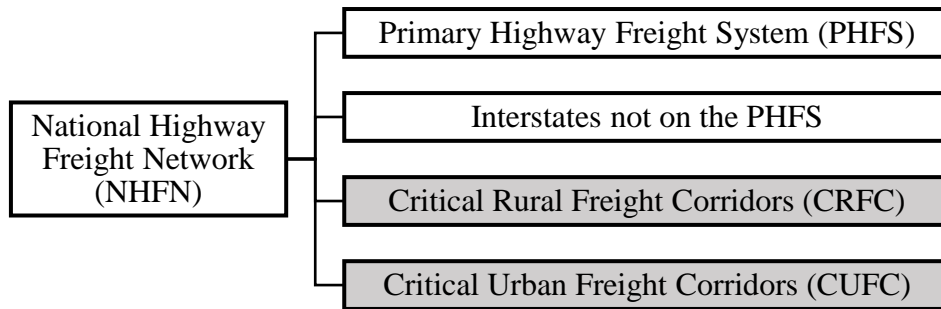 Primary Highway Freight System (PHFS)
Interstates not on the PHFS
National Highway
Freight Network
(NHFN)
Critical Rural Freight Corridors (CRFC)
Critical Urban Freight Corridors (CUFC)